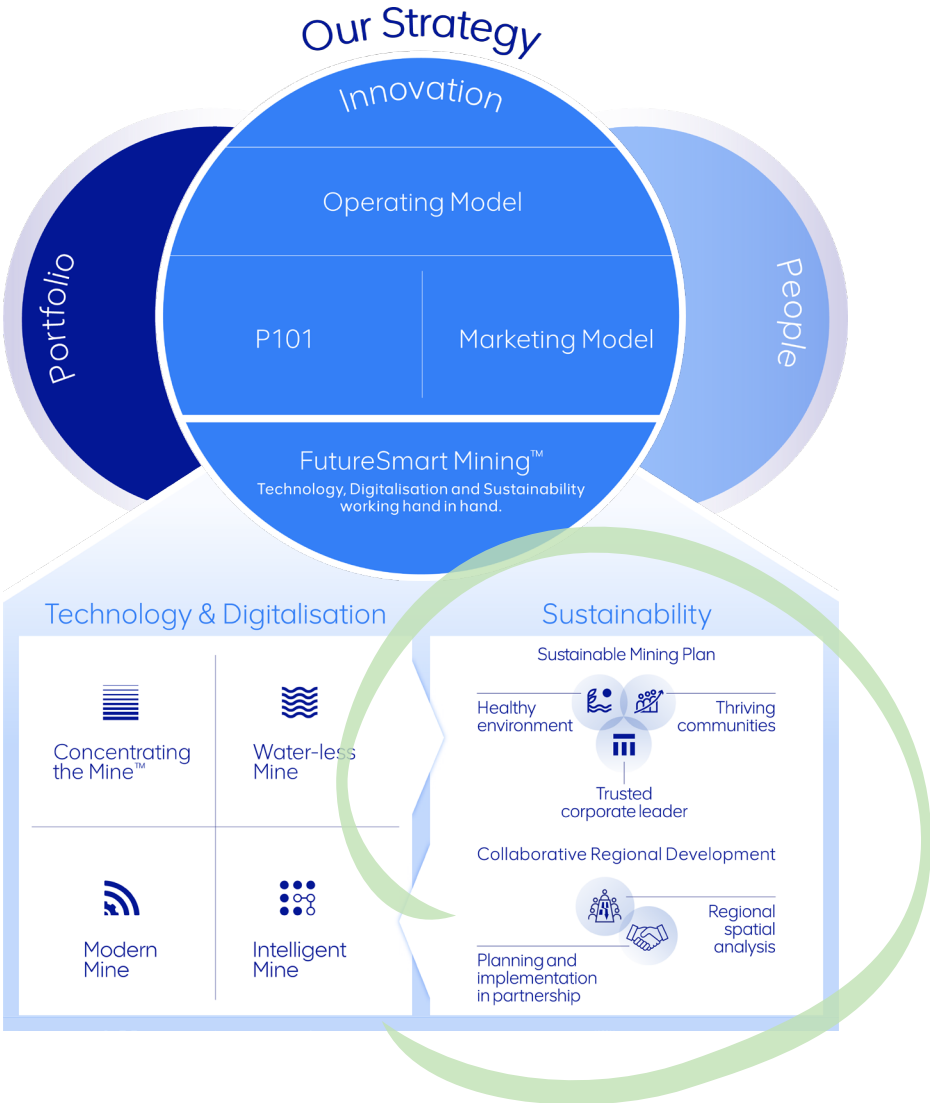 Our Strategy
Innovation
Operating Model
Portfolio
People
P101
Marketing Model
FutureSmart Mining™
Technology, Digitalisation and Sustainability
working hand in hand.
Technology & Digitalisation
Concentrating
the Mine™
Water-less
Mine
Modern
Mine
Intelligent
Mine
Sustainability
Sustainable Mining Plan
Healthy
environment
Thriving
communities
Trusted
corporate leader
Collaborative Regional Development
Regional
spatial
analysis
Planning and
implementation
in partnership